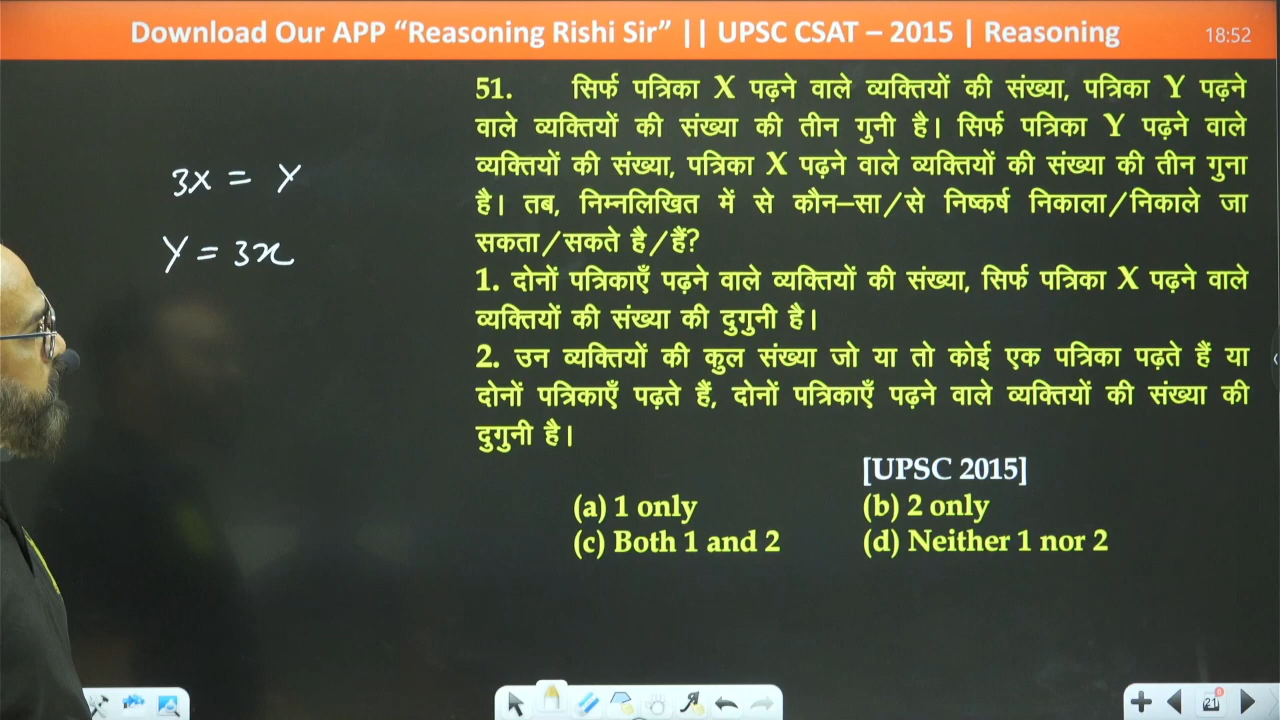 Download Our APP “Reasoning Rishi Sir” || UPSC CSAT – 2015 | Reasoning
18:52
51. सिर्फ पत्रिका X पढ़ने वाले व्यक्तियों की संख्या, पत्रिका Y पढ़ने
वाले व्यक्तियों की संख्या की तीन गुनी है। सिर्फ पत्रिका Y पढ़ने वाले
व्यक्तियों की संख्या, पत्रिका X पढ़ने वाले व्यक्तियों की संख्या की तीन गुना
है। तब, निम्नलिखित में से कौन–सा/से निष्कर्ष निकाला/निकाले जा
सकता/सकते है/हैं?
1. दोनों पत्रिकाएँ पढ़ने वाले व्यक्तियों की संख्या, सिर्फ पत्रिका X पढ़ने वाले
व्यक्तियों की संख्या की दुगुनी है।
2. उन व्यक्तियों की कुल संख्या जो या तो कोई एक पत्रिका पढ़ते हैं या
दोनों पत्रिकाएँ पढ़ते हैं, दोनों पत्रिकाएँ पढ़ने वाले व्यक्तियों की संख्या की
दुगुनी है।
[UPSC 2015]
(a) 1 only (b) 2 only
(c) Both 1 and 2 (d) Neither 1 nor 2
3X = Y
Y = 3x
21